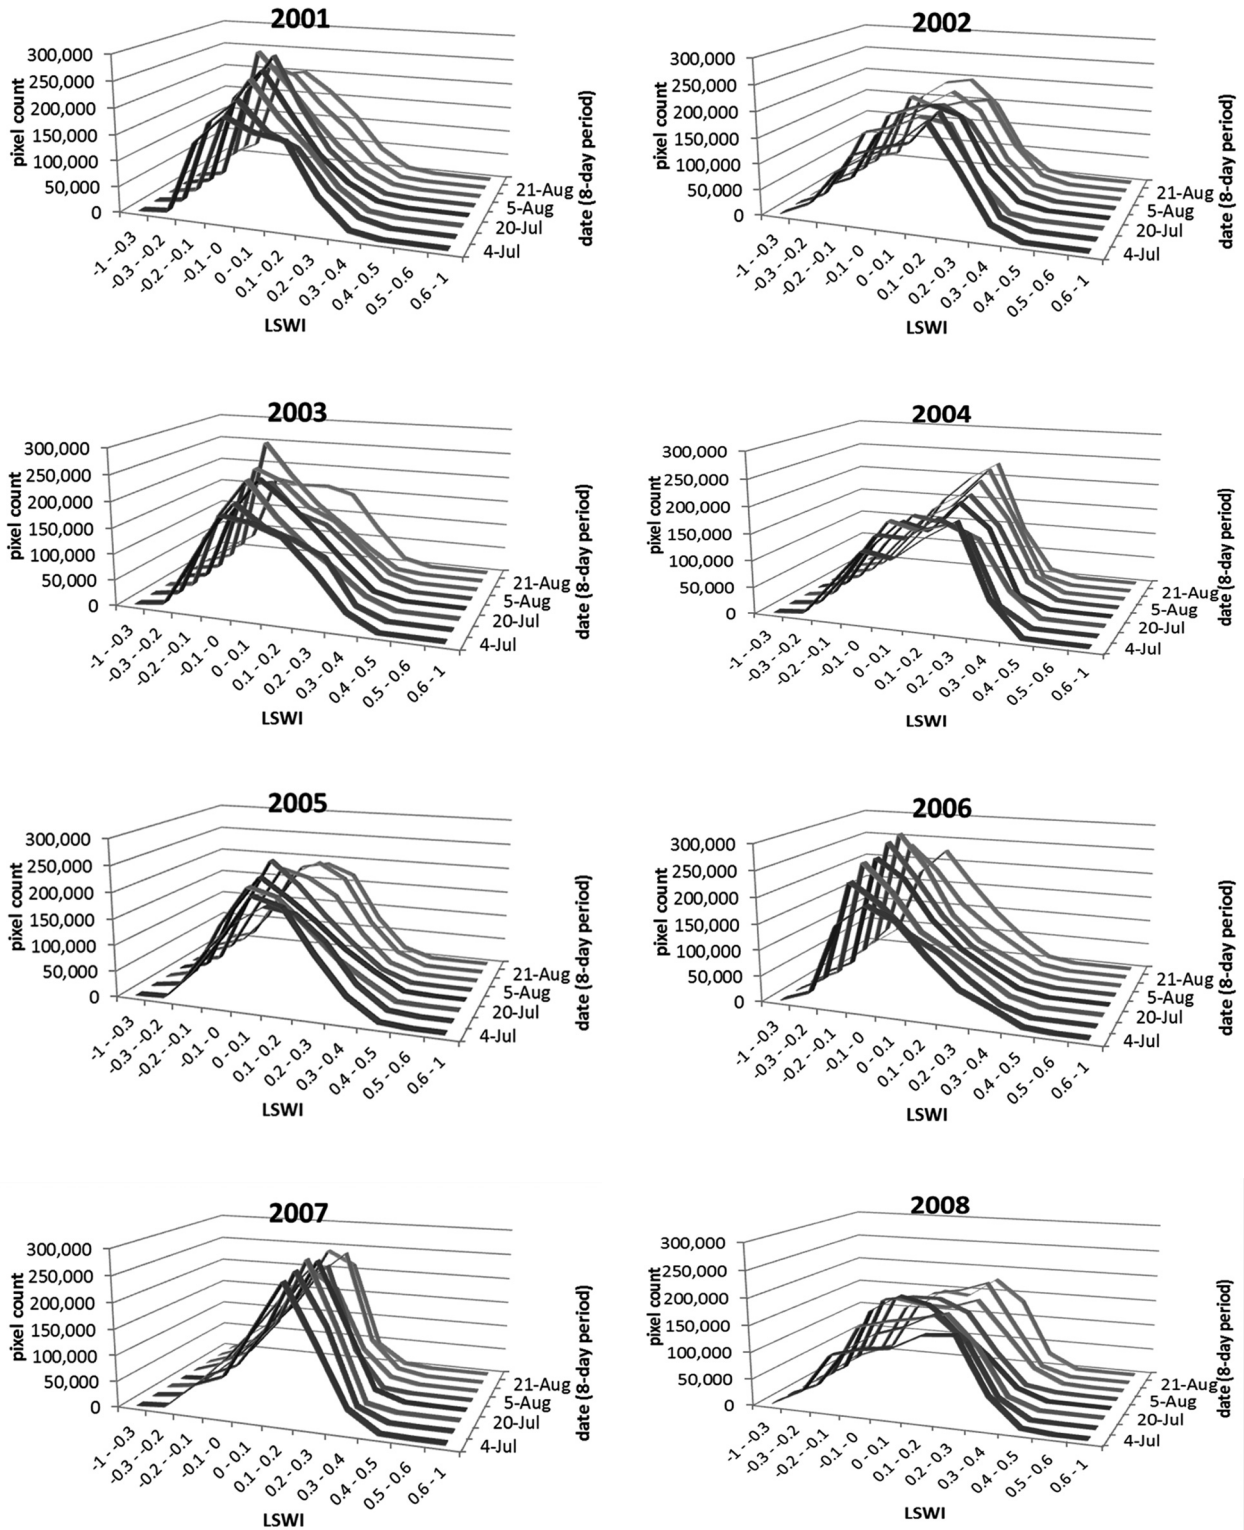 2001
300,000
250,000
200,000
150,000
100,000
50,000
0
pixel count
-1 - -0.3
-0.3 - -0.2
-0.2 - -0.1
-0.1 - 0
0 - 0.1
0.1 - 0.2
0.2 - 0.3
0.3 - 0.4
0.4 - 0.5
0.5 - 0.6
0.6 - 1
LSWI
21-Aug
5-Aug
20-Jul
4-Jul
date (8-day period)
2002
300,000
250,000
200,000
150,000
100,000
50,000
0
pixel count
-1 - -0.3
-0.3 - -0.2
-0.2 - -0.1
-0.1 - 0
0 - 0.1
0.1 - 0.2
0.2 - 0.3
0.3 - 0.4
0.4 - 0.5
0.5 - 0.6
0.6 - 1
LSWI
21-Aug
5-Aug
20-Jul
4-Jul
date (8-day period)
2003
300,000
250,000
200,000
150,000
100,000
50,000
0
pixel count
-1 - -0.3
-0.3 - -0.2
-0.2 - -0.1
-0.1 - 0
0 - 0.1
0.1 - 0.2
0.2 - 0.3
0.3 - 0.4
0.4 - 0.5
0.5 - 0.6
0.6 - 1
LSWI
21-Aug
5-Aug
20-Jul
4-Jul
date (8-day period)
2004
300,000
250,000
200,000
150,000
100,000
50,000
0
pixel count
-1 - -0.3
-0.3 - -0.2
-0.2 - -0.1
-0.1 - 0
0 - 0.1
0.1 - 0.2
0.2 - 0.3
0.3 - 0.4
0.4 - 0.5
0.5 - 0.6
0.6 - 1
LSWI
21-Aug
5-Aug
20-Jul
4-Jul
date (8-day period)
2005
300,000
250,000
200,000
150,000
100,000
50,000
0
pixel count
-1 - -0.3
-0.3 - -0.2
-0.2 - -0.1
-0.1 - 0
0 - 0.1
0.1 - 0.2
0.2 - 0.3
0.3 - 0.4
0.4 - 0.5
0.5 - 0.6
0.6 - 1
LSWI
21-Aug
5-Aug
20-Jul
4-Jul
date (8-day period)
2006
300,000
250,000
200,000
150,000
100,000
50,000
0
pixel count
-1 - -0.3
-0.3 - -0.2
-0.2 - -0.1
-0.1 - 0
0 - 0.1
0.1 - 0.2
0.2 - 0.3
0.3 - 0.4
0.4 - 0.5
0.5 - 0.6
0.6 - 1
LSWI
21-Aug
5-Aug
20-Jul
4-Jul
date (8-day period)
2007
300,000
250,000
200,000
150,000
100,000
50,000
0
pixel count
-1 - -0.3
-0.3 - -0.2
-0.2 - -0.1
-0.1 - 0
0 - 0.1
0.1 - 0.2
0.2 - 0.3
0.3 - 0.4
0.4 - 0.5
0.5 - 0.6
0.6 - 1
LSWI
21-Aug
5-Aug
20-Jul
4-Jul
date (8-day period)
2008
300,000
250,000
200,000
150,000
100,000
50,000
0
pixel count
-1 - -0.3
-0.3 - -0.2
-0.2 - -0.1
-0.1 - 0
0 - 0.1
0.1 - 0.2
0.2 - 0.3
0.3 - 0.4
0.4 - 0.5
0.5 - 0.6
0.6 - 1
LSWI
21-Aug
5-Aug
20-Jul
4-Jul
date (8-day period)